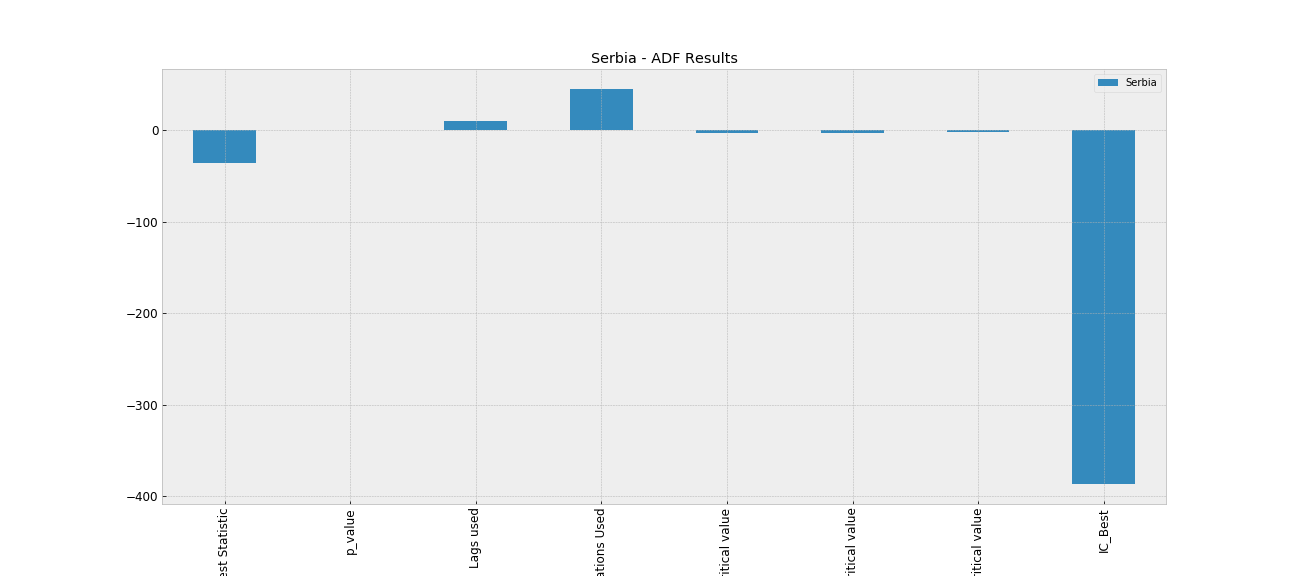 Serbia - ADF Results
Serbia
0
−100
−200
−300
−400
est Statistic
p_value
Lags used
ations Used
ritical value
ritical value
ritical value
IC_Best